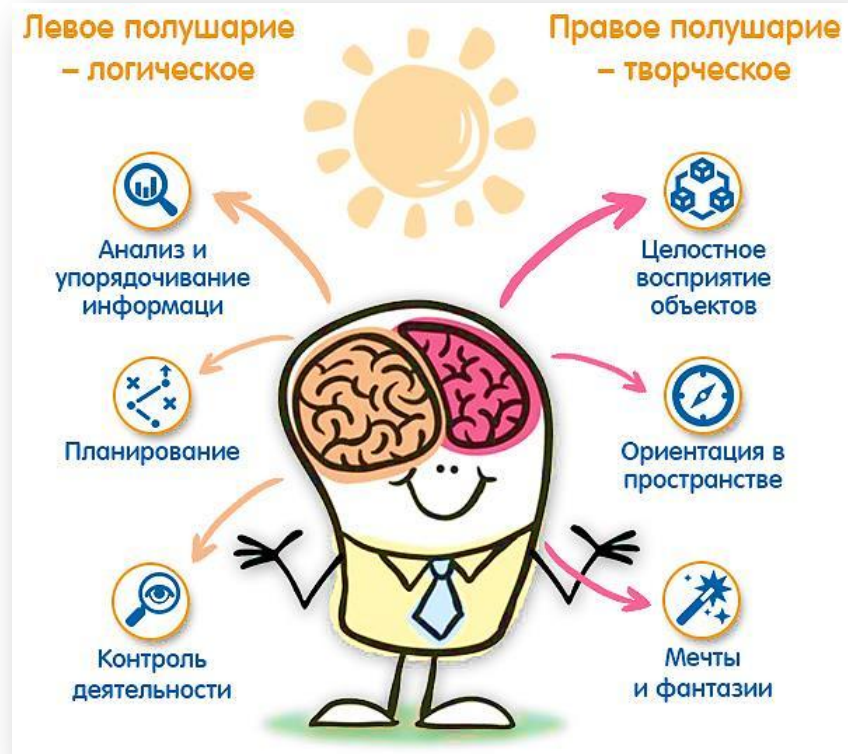 Левое полушарие
– логическое
Правое полушарие
– творческое
Анализ и
упорядочивание
информаци
Целостное
восприятие
объектов
Планирование
Ориентация в
пространстве
Контроль
деятельности
Мечты
и фантазии